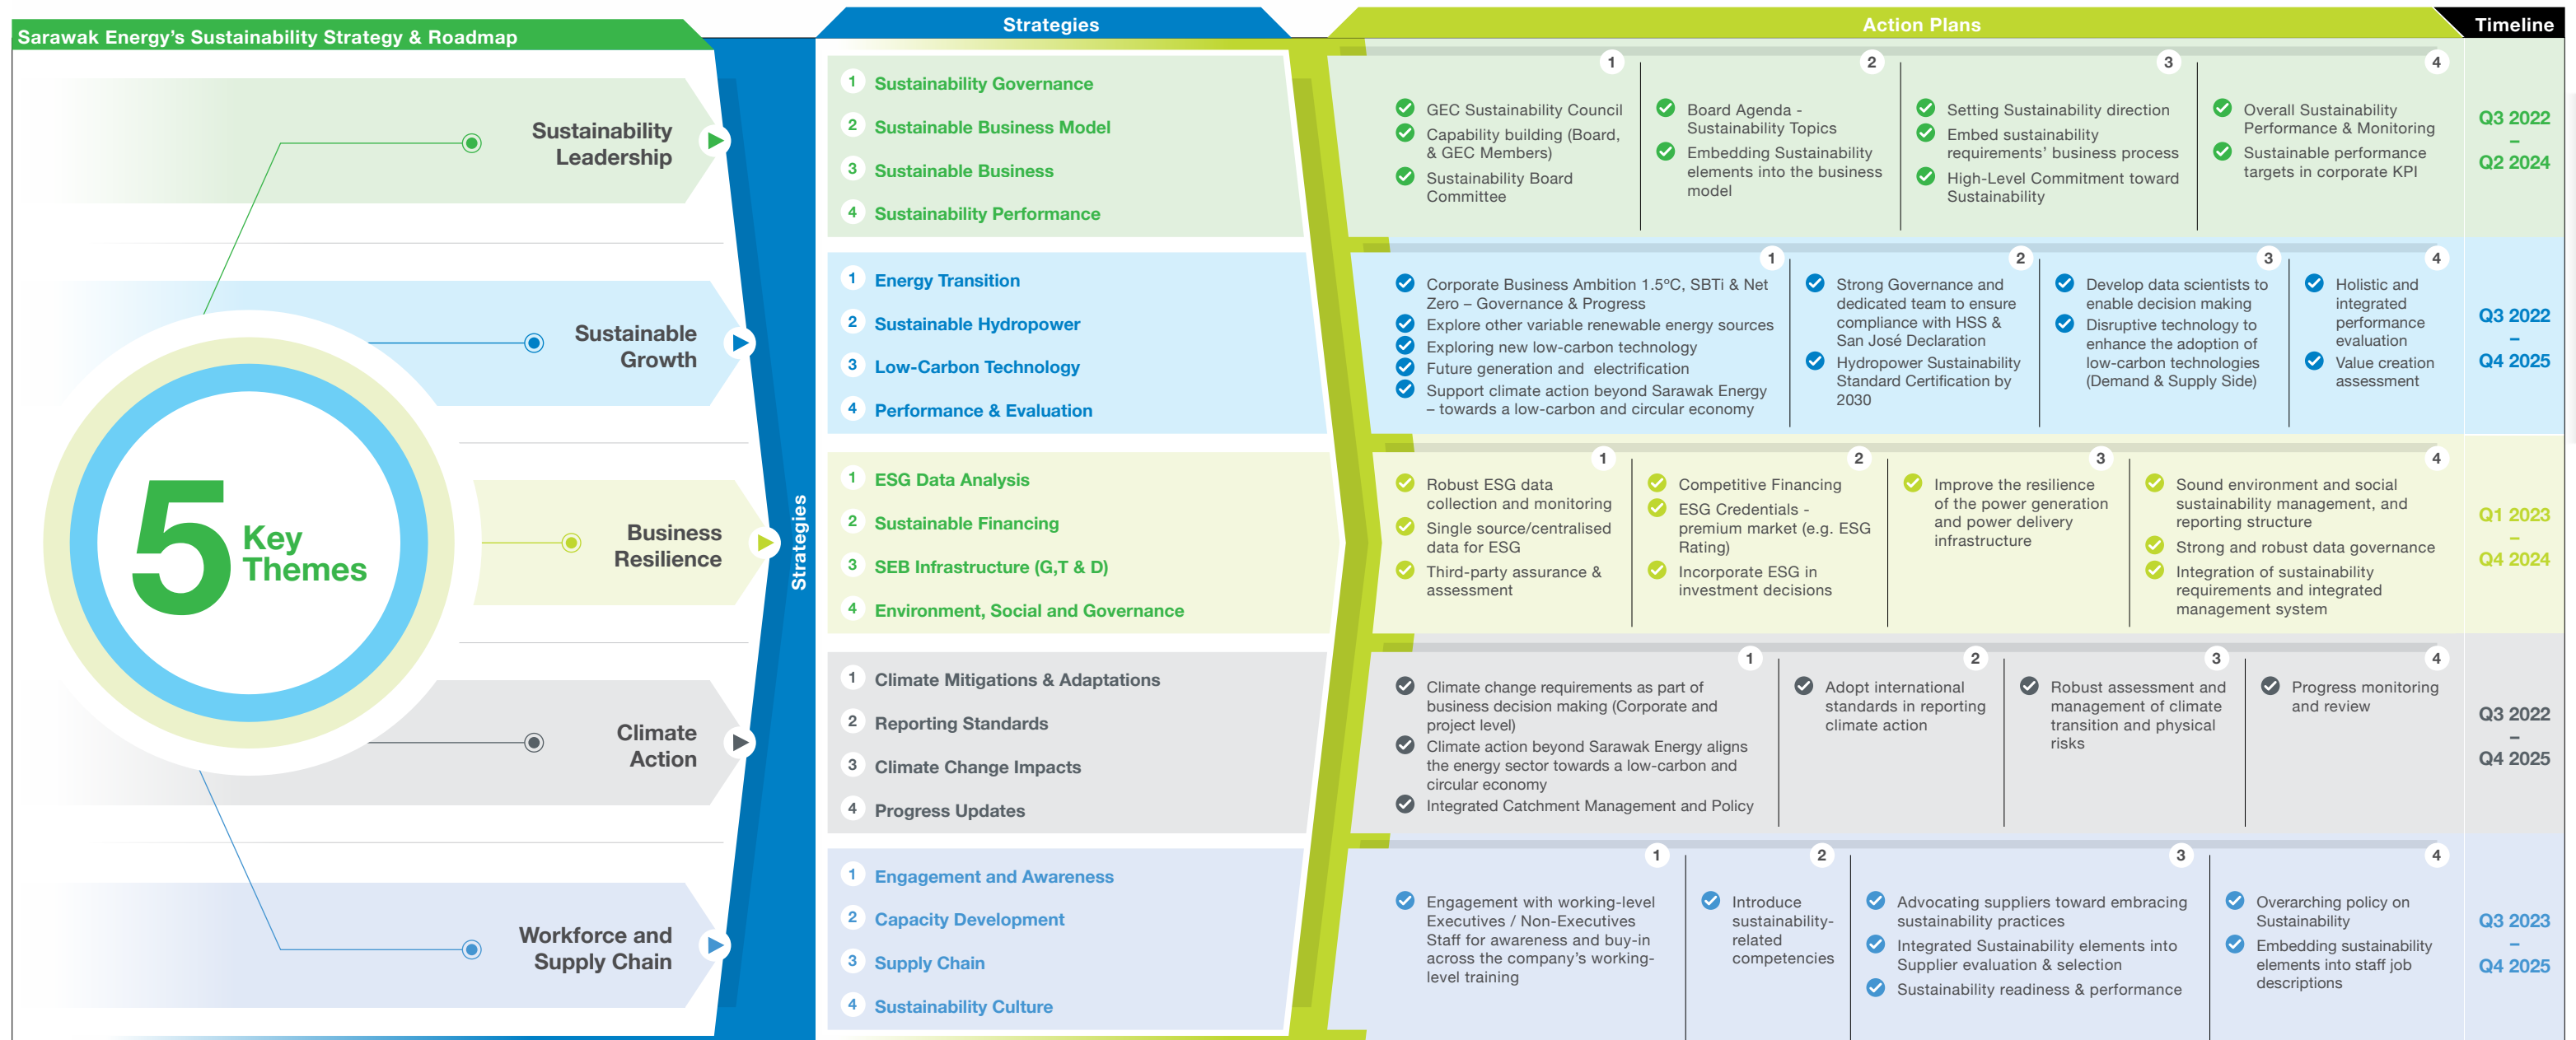 Sarawak Energy's Sustainability Strategy & Roadmap
Strategies
Action Plans
Timeline
5 Key
Themes
Strategies
Sustainability
Leadership
1 Sustainability Governance
2 Sustainable Business Model
3 Sustainable Business
4 Sustainability Performance
1
GEC Sustainability Council
Capability building (Board,
& GEC Members)
Sustainability Board
Committee
2
Board Agenda -
Sustainability Topics
Embedding Sustainability
elements into the business
model
3
Setting Sustainability direction
Embed sustainability
requirements' business process
High-Level Commitment toward
Sustainability
4
Overall Sustainability
Performance & Monitoring
Sustainable performance
targets in corporate KPI
Q3 2022
–
Q2 2024
Sustainable
Growth
1 Energy Transition
2 Sustainable Hydropower
3 Low-Carbon Technology
4 Performance & Evaluation
1
Corporate Business Ambition 1.5ºC, SBTi & Net
Zero – Governance & Progress
Explore other variable renewable energy sources
Exploring new low-carbon technology
Future generation and electrification
Support climate action beyond Sarawak Energy
– towards a low-carbon and circular economy
2
Strong Governance and
dedicated team to ensure
compliance with HSS &
San José Declaration
Hydropower Sustainability
Standard Certification by
2030
3
Develop data scientists to
enable decision making
Disruptive technology to
enhance the adoption of
low-carbon technologies
(Demand & Supply Side)
4
Holistic and
integrated
performance
evaluation
Value creation
assessment
Q3 2022
–
Q4 2025
Business
Resilience
1 ESG Data Analysis
2 Sustainable Financing
3 SEB Infrastructure (G,T & D)
4 Environment, Social and Governance
1
Robust ESG data
collection and monitoring
Single source/centralised
data for ESG
Third-party assurance &
assessment
2
Competitive Financing
ESG Credentials -
premium market (e.g. ESG
Rating)
Incorporate ESG in
investment decisions
3
Improve the resilience
of the power generation
and power delivery
infrastructure
4
Sound environment and social
sustainability management, and
reporting structure
Strong and robust data governance
Integration of sustainability
requirements and integrated
management system
Q1 2023
–
Q4 2024
Climate
Action
1 Climate Mitigations & Adaptations
2 Reporting Standards
3 Climate Change Impacts
4 Progress Updates
1
Climate change requirements as part of
business decision making (Corporate and
project level)
Climate action beyond Sarawak Energy aligns
the energy sector towards a low-carbon and
circular economy
Integrated Catchment Management and Policy
2
Adopt international
standards in reporting
climate action
3
Robust assessment and
management of climate
transition and physical
risks
4
Progress monitoring
and review
Q3 2022
–
Q4 2025
Workforce and
Supply Chain
1 Engagement and Awareness
2 Capacity Development
3 Supply Chain
4 Sustainability Culture
1
Engagement with working-level
Executives / Non-Executives
Staff for awareness and buy-in
across the company's working-
level training
2
Introduce
sustainability-
related
competencies
3
Advocating suppliers toward embracing
sustainability practices
Integrated Sustainability elements into
Supplier evaluation & selection
Sustainability readiness & performance
4
Overarching policy on
Sustainability
Embedding sustainability
elements into staff job
descriptions
Q3 2023
–
Q4 2025